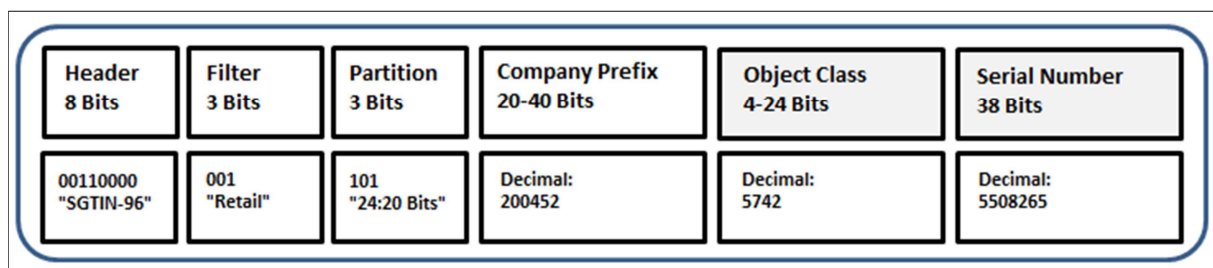 Header
8 Bits
Filter
3 Bits
Partition
3 Bits
Company Prefix
20-40 Bits
Object Class
4-24 Bits
Serial Number
38 Bits
00110000
"SGTIN-96"
001
"Retail"
101
"24:20 Bits"
Decimal:
200452
Decimal:
5742
Decimal:
5508265